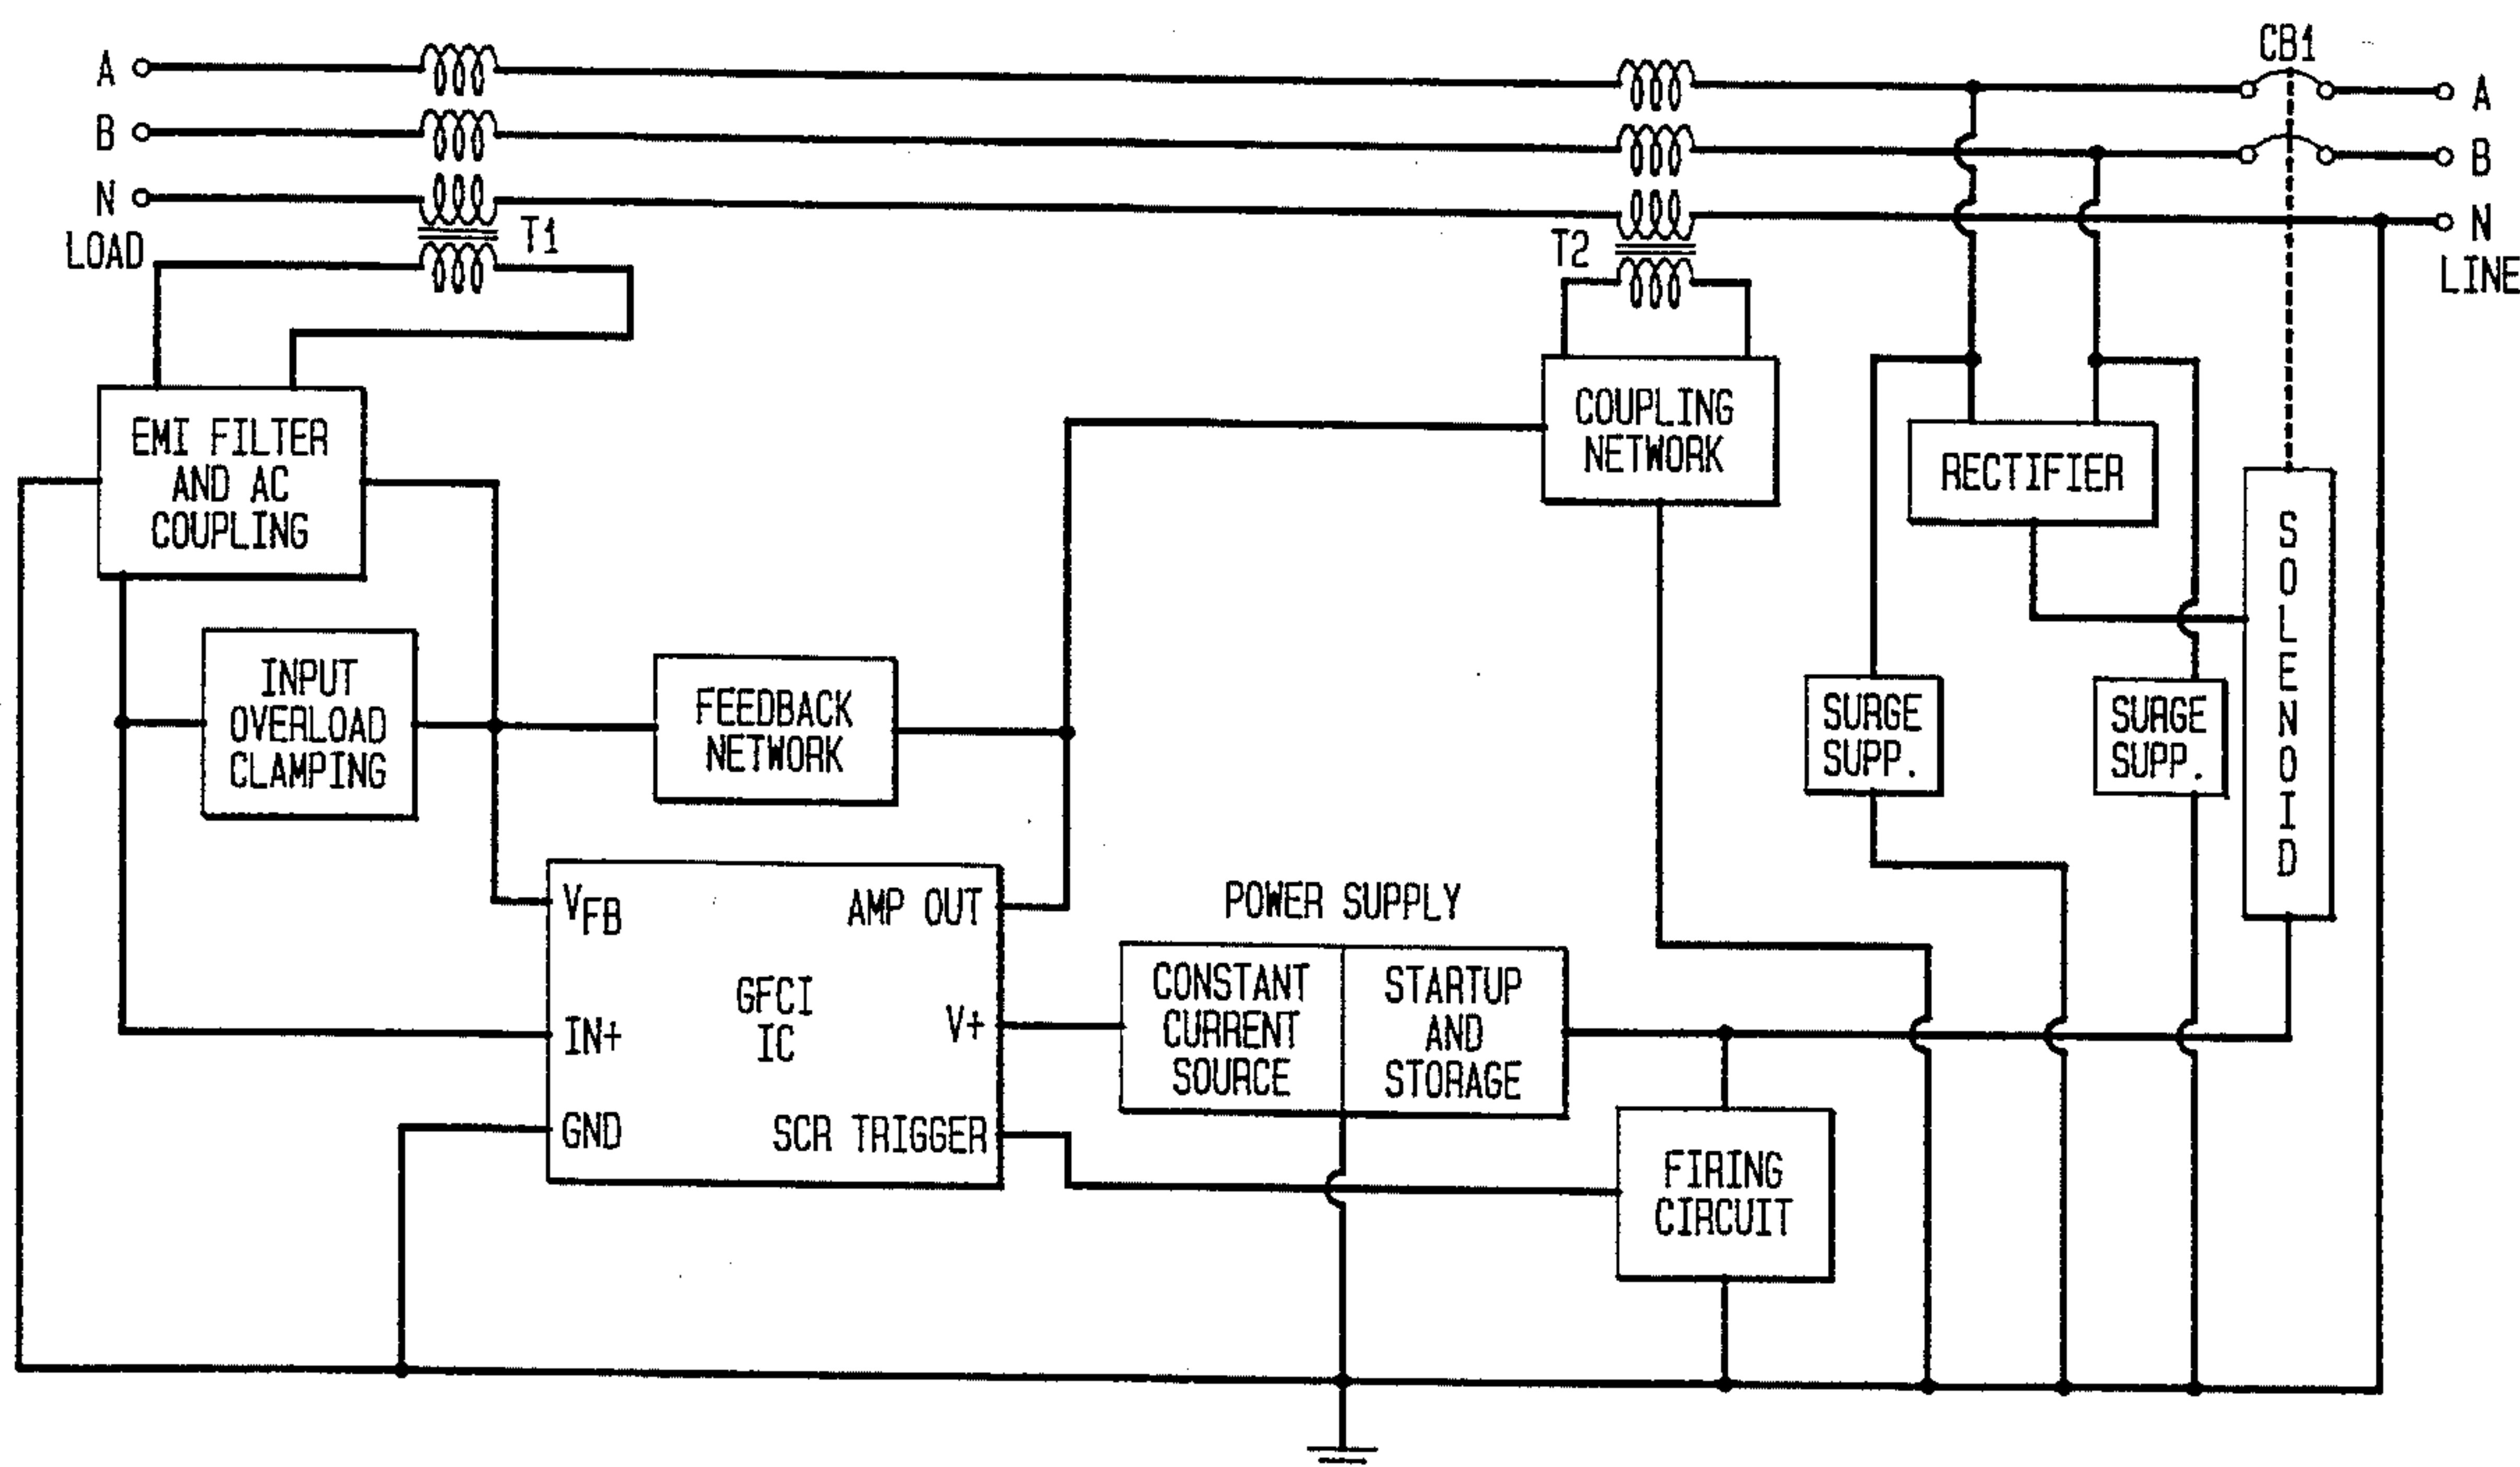 CB1
A
A
B
B
N
N
LOAD
T1
T2
LINE
EMI FILTER
AND AC
COUPLING
COUPLING
NETWORK
RECTIFIER
SOLENOID
INPUT
OVERLOAD
CLAMPING
FEEDBACK
NETWORK
SURGE
SUPP.
SURGE
SUPP.
VFB
AMP OUT
GFCI
IC
IN+
V+
GND
SCR TRIGGER
POWER SUPPLY
CONSTANT
CURRENT
SOURCE
STARTUP
AND
STORAGE
FIRING
CIRCUIT